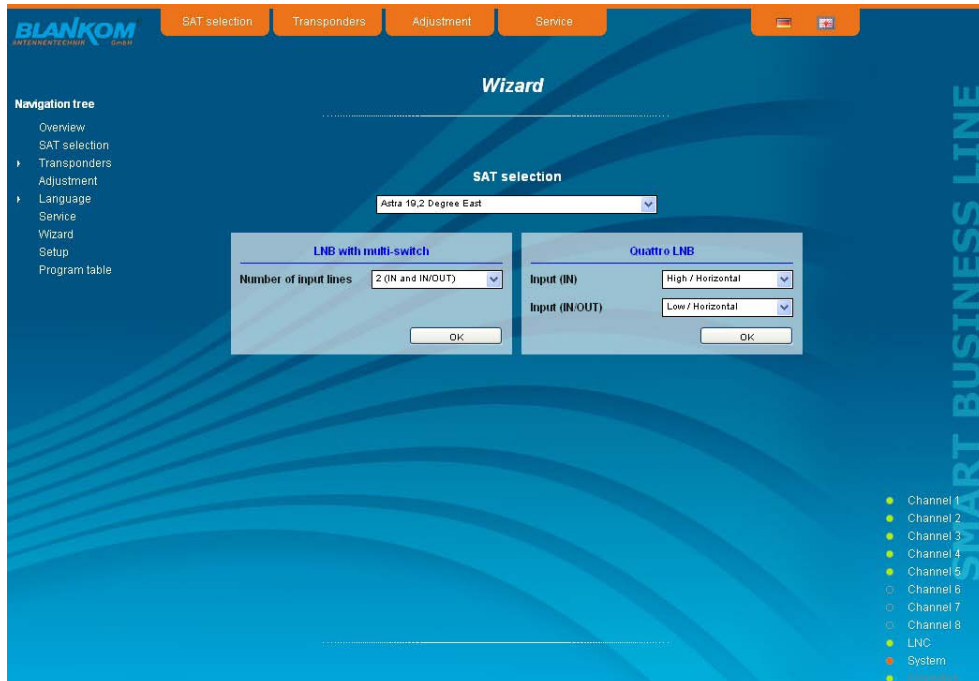 BLANKOM
ANTENNENTECHNIK GmbH
SAT selection
Transponders
Adjustment
Service
Wizard
Navigation tree
Overview
SAT selection
Transponders
Adjustment
Language
Service
Wizard
Setup
Program table
SAT selection
Astra 19,2 Degree East
LNB with multi-switch
Number of input lines 2 (IN and IN/OUT)
OK
Quattro LNB
Input (IN) High / Horizontal
Input (IN/OUT) Low / Horizontal
OK
SMART BUSINESS LINE
Channel 1
Channel 2
Channel 3
Channel 4
Channel 5
Channel 6
Channel 7
Channel 8
LNC
System